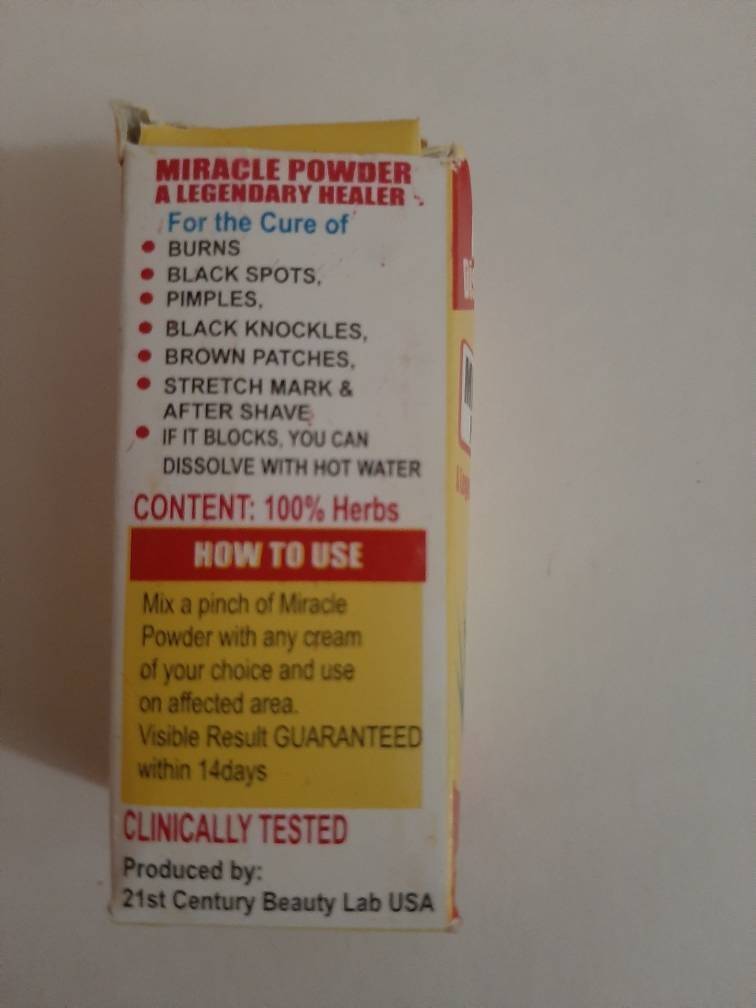 MIRACLE POWDER
A LEGENDARY HEALER
For the Cure of
• BURNS
• BLACK SPOTS,
• PIMPLES,
• BLACK KNOCKLES,
• BROWN PATCHES,
• STRETCH MARK &
AFTER SHAVE
• IF IT BLOCKS, YOU CAN
DISSOLVE WITH HOT WATER
CONTENT: 100% Herbs
HOW TO USE
Mix a pinch of Miracle
Powder with any cream
of your choice and use
on affected area.
Visible Result GUARANTEED
within 14days
CLINICALLY TESTED
Produced by:
21st Century Beauty Lab USA